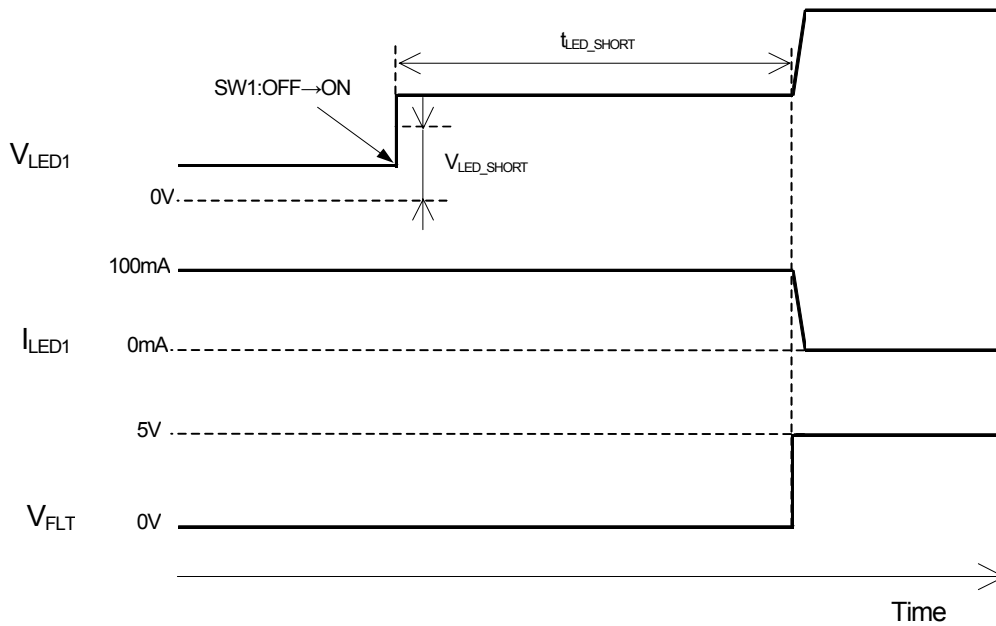 tLED_SHORT
SW1:OFF→ON
VLED1
VLED_SHORT
0V
100mA
ILED1
0mA
5V
VFLT
0V
Time